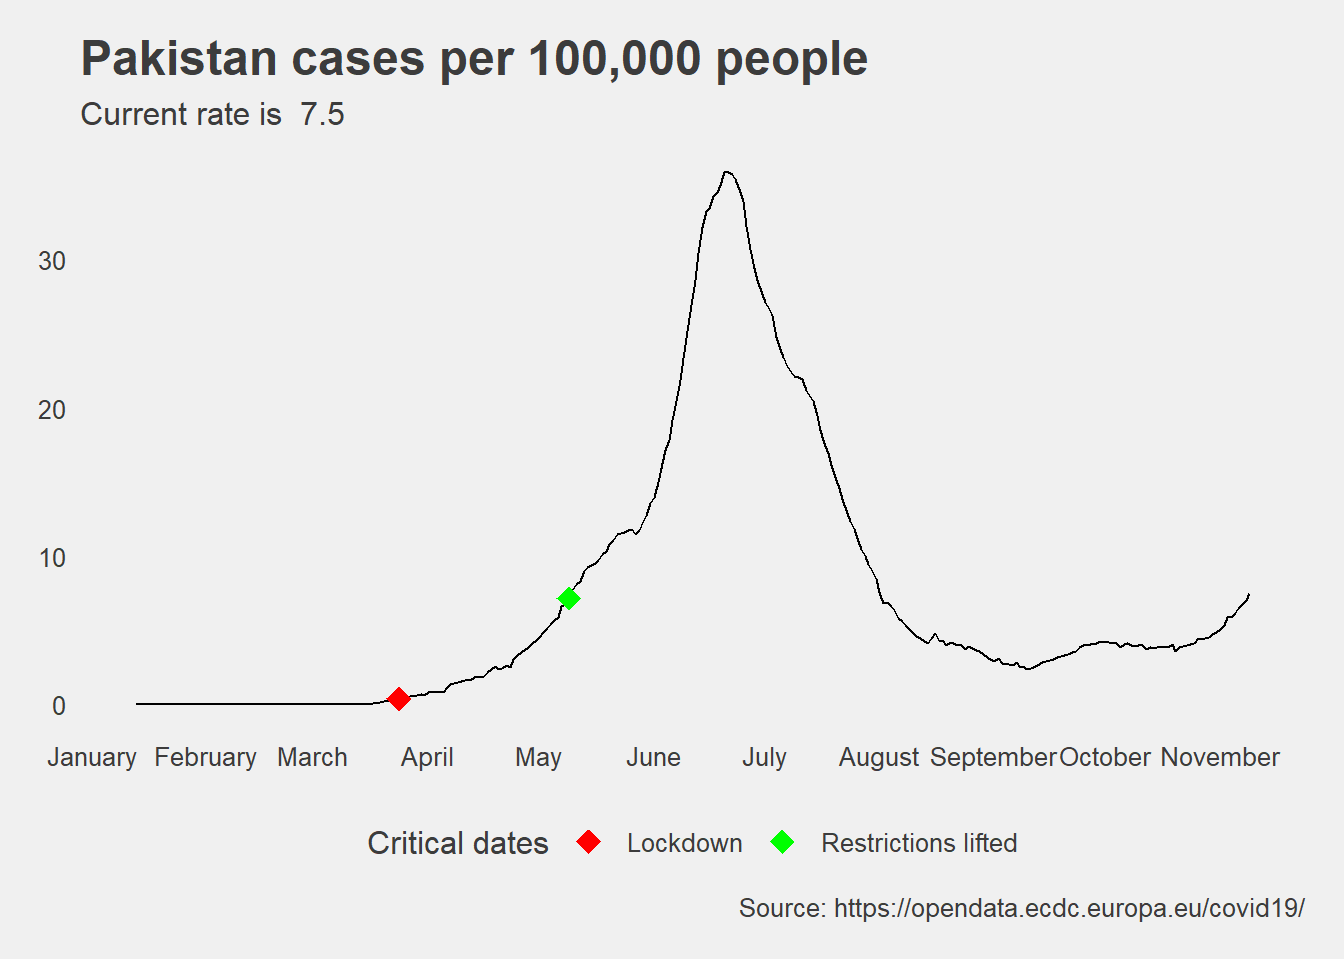 Pakistan cases per 100,000 people
Current rate is  7.5
30
20
10
0
January February March April May June July August September October November
Critical dates Lockdown Restrictions lifted
Source: https://opendata.ecdc.europa.eu/covid19/